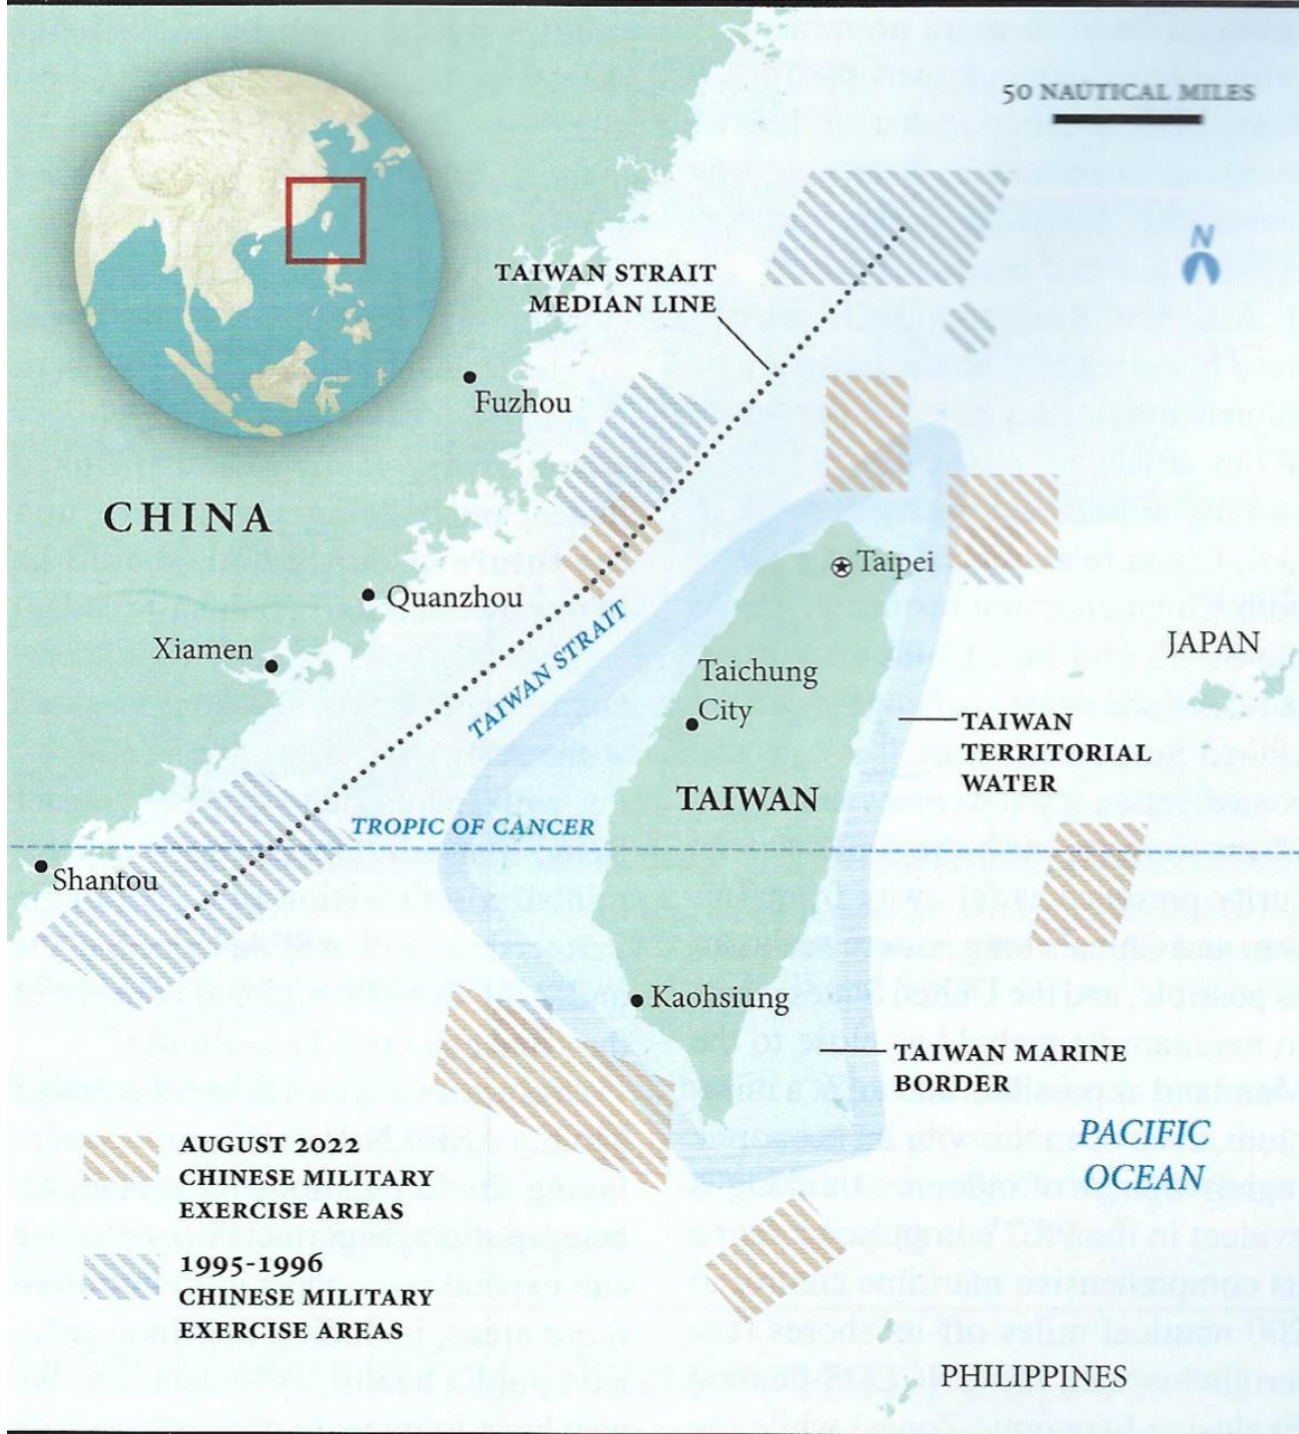 50 NAUTICAL MILES
N
TAIWAN STRAIT
MEDIAN LINE
Fuzhou
CHINA
Taipei
Quanzhou
TAIWAN STRAIT
Xiamen
JAPAN
Taichung
City
TAIWAN
TERRITORIAL
WATER
TAIWAN
TROPIC OF CANCER
Shantou
Kaohsiung
TAIWAN MARINE
BORDER
PACIFIC
OCEAN
AUGUST 2022
CHINESE MILITARY
EXERCISE AREAS
1995-1996
CHINESE MILITARY
EXERCISE AREAS
PHILIPPINES